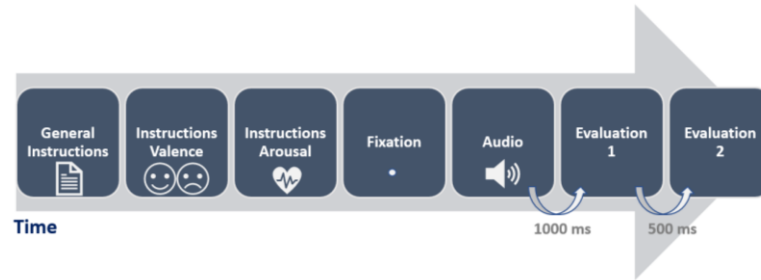 General
Instructions
Instructions
Valence
Instructions
Arousal
Fixation
Audio
Evaluation
1
Evaluation
2
Time
1000 ms
500 ms